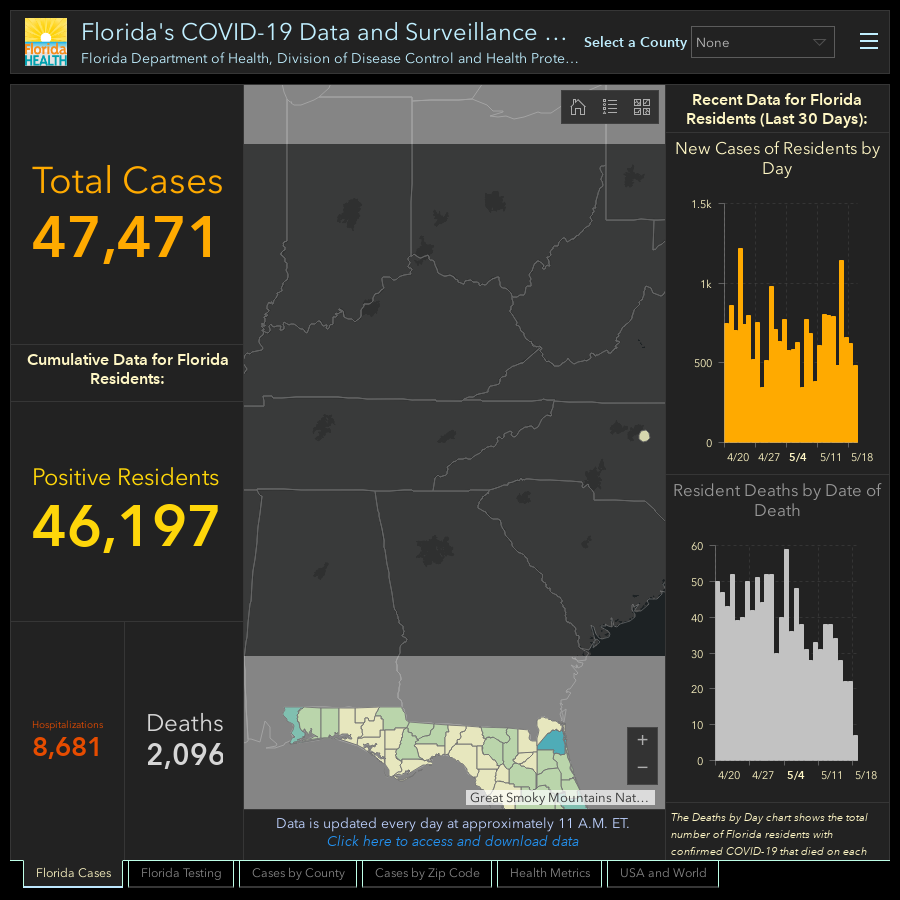 Florida
HEALTH
Florida's COVID-19 Data and Surveillance ...
Florida Department of Health, Division of Disease Control and Health Prote...
Select a County
None
Total Cases
47,471
Cumulative Data for Florida
Residents:
Positive Residents
46,197
Hospitalizations
8,681
Deaths
2,096
+
−
Great Smoky Mountains Nat...
Data is updated every day at approximately 11 A.M. ET.
Click here to access and download data
Recent Data for Florida
Residents (Last 30 Days):
New Cases of Residents by
Day
1.5k
1k
500
0
4/20 4/27 5/4 5/11 5/18
Resident Deaths by Date of
Death
60
50
40
30
20
10
0
4/20 4/27 5/4 5/11 5/18
The Deaths by Day chart shows the total
number of Florida residents with
confirmed COVID-19 that died on each
Florida Cases
Florida Testing
Cases by County
Cases by Zip Code
Health Metrics
USA and World